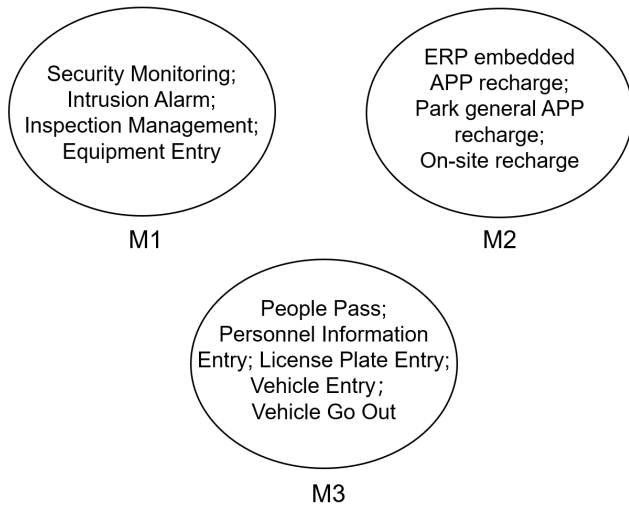 Security Monitoring;
Intrusion Alarm;
Inspection Management;
Equipment Entry
M1
ERP embedded
APP recharge;
Park general APP
recharge;
On-site recharge
M2
People Pass;
Personnel Information
Entry; License Plate Entry;
Vehicle Entry;
Vehicle Go Out
M3